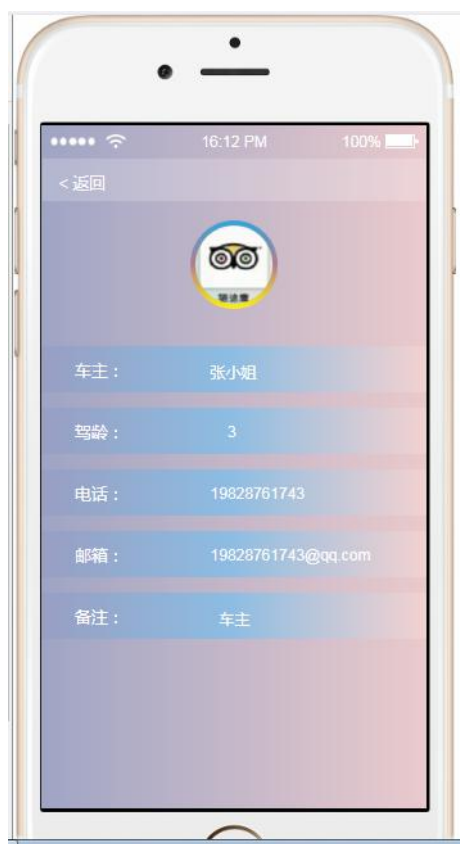 16:12 PM 100%
<返回
车主： 张小姐
驾龄： 3
电话： 19828761743
邮箱： 19828761743@qq.com
备注： 车主